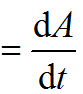 = dA/dt